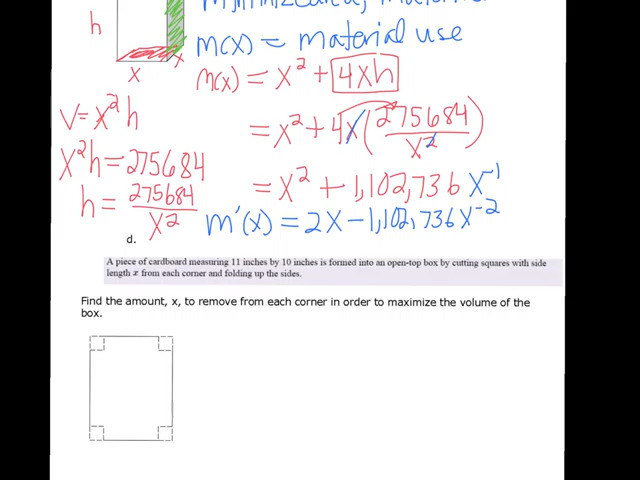 h
x
x
m(x) = material use
m(x) = x² + 4xh
V = x²h
= x² + 4x(275684/x²)
x²h = 275684
= x² + 1,102,736 x⁻¹
h = 275684/x²
m'(x) = 2x - 1,102,736x⁻²
d.
A piece of cardboard measuring 11 inches by 10 inches is formed into an open-top box by cutting squares with side
length x from each corner and folding up the sides.
Find the amount, x, to remove from each corner in order to maximize the volume of the
box.